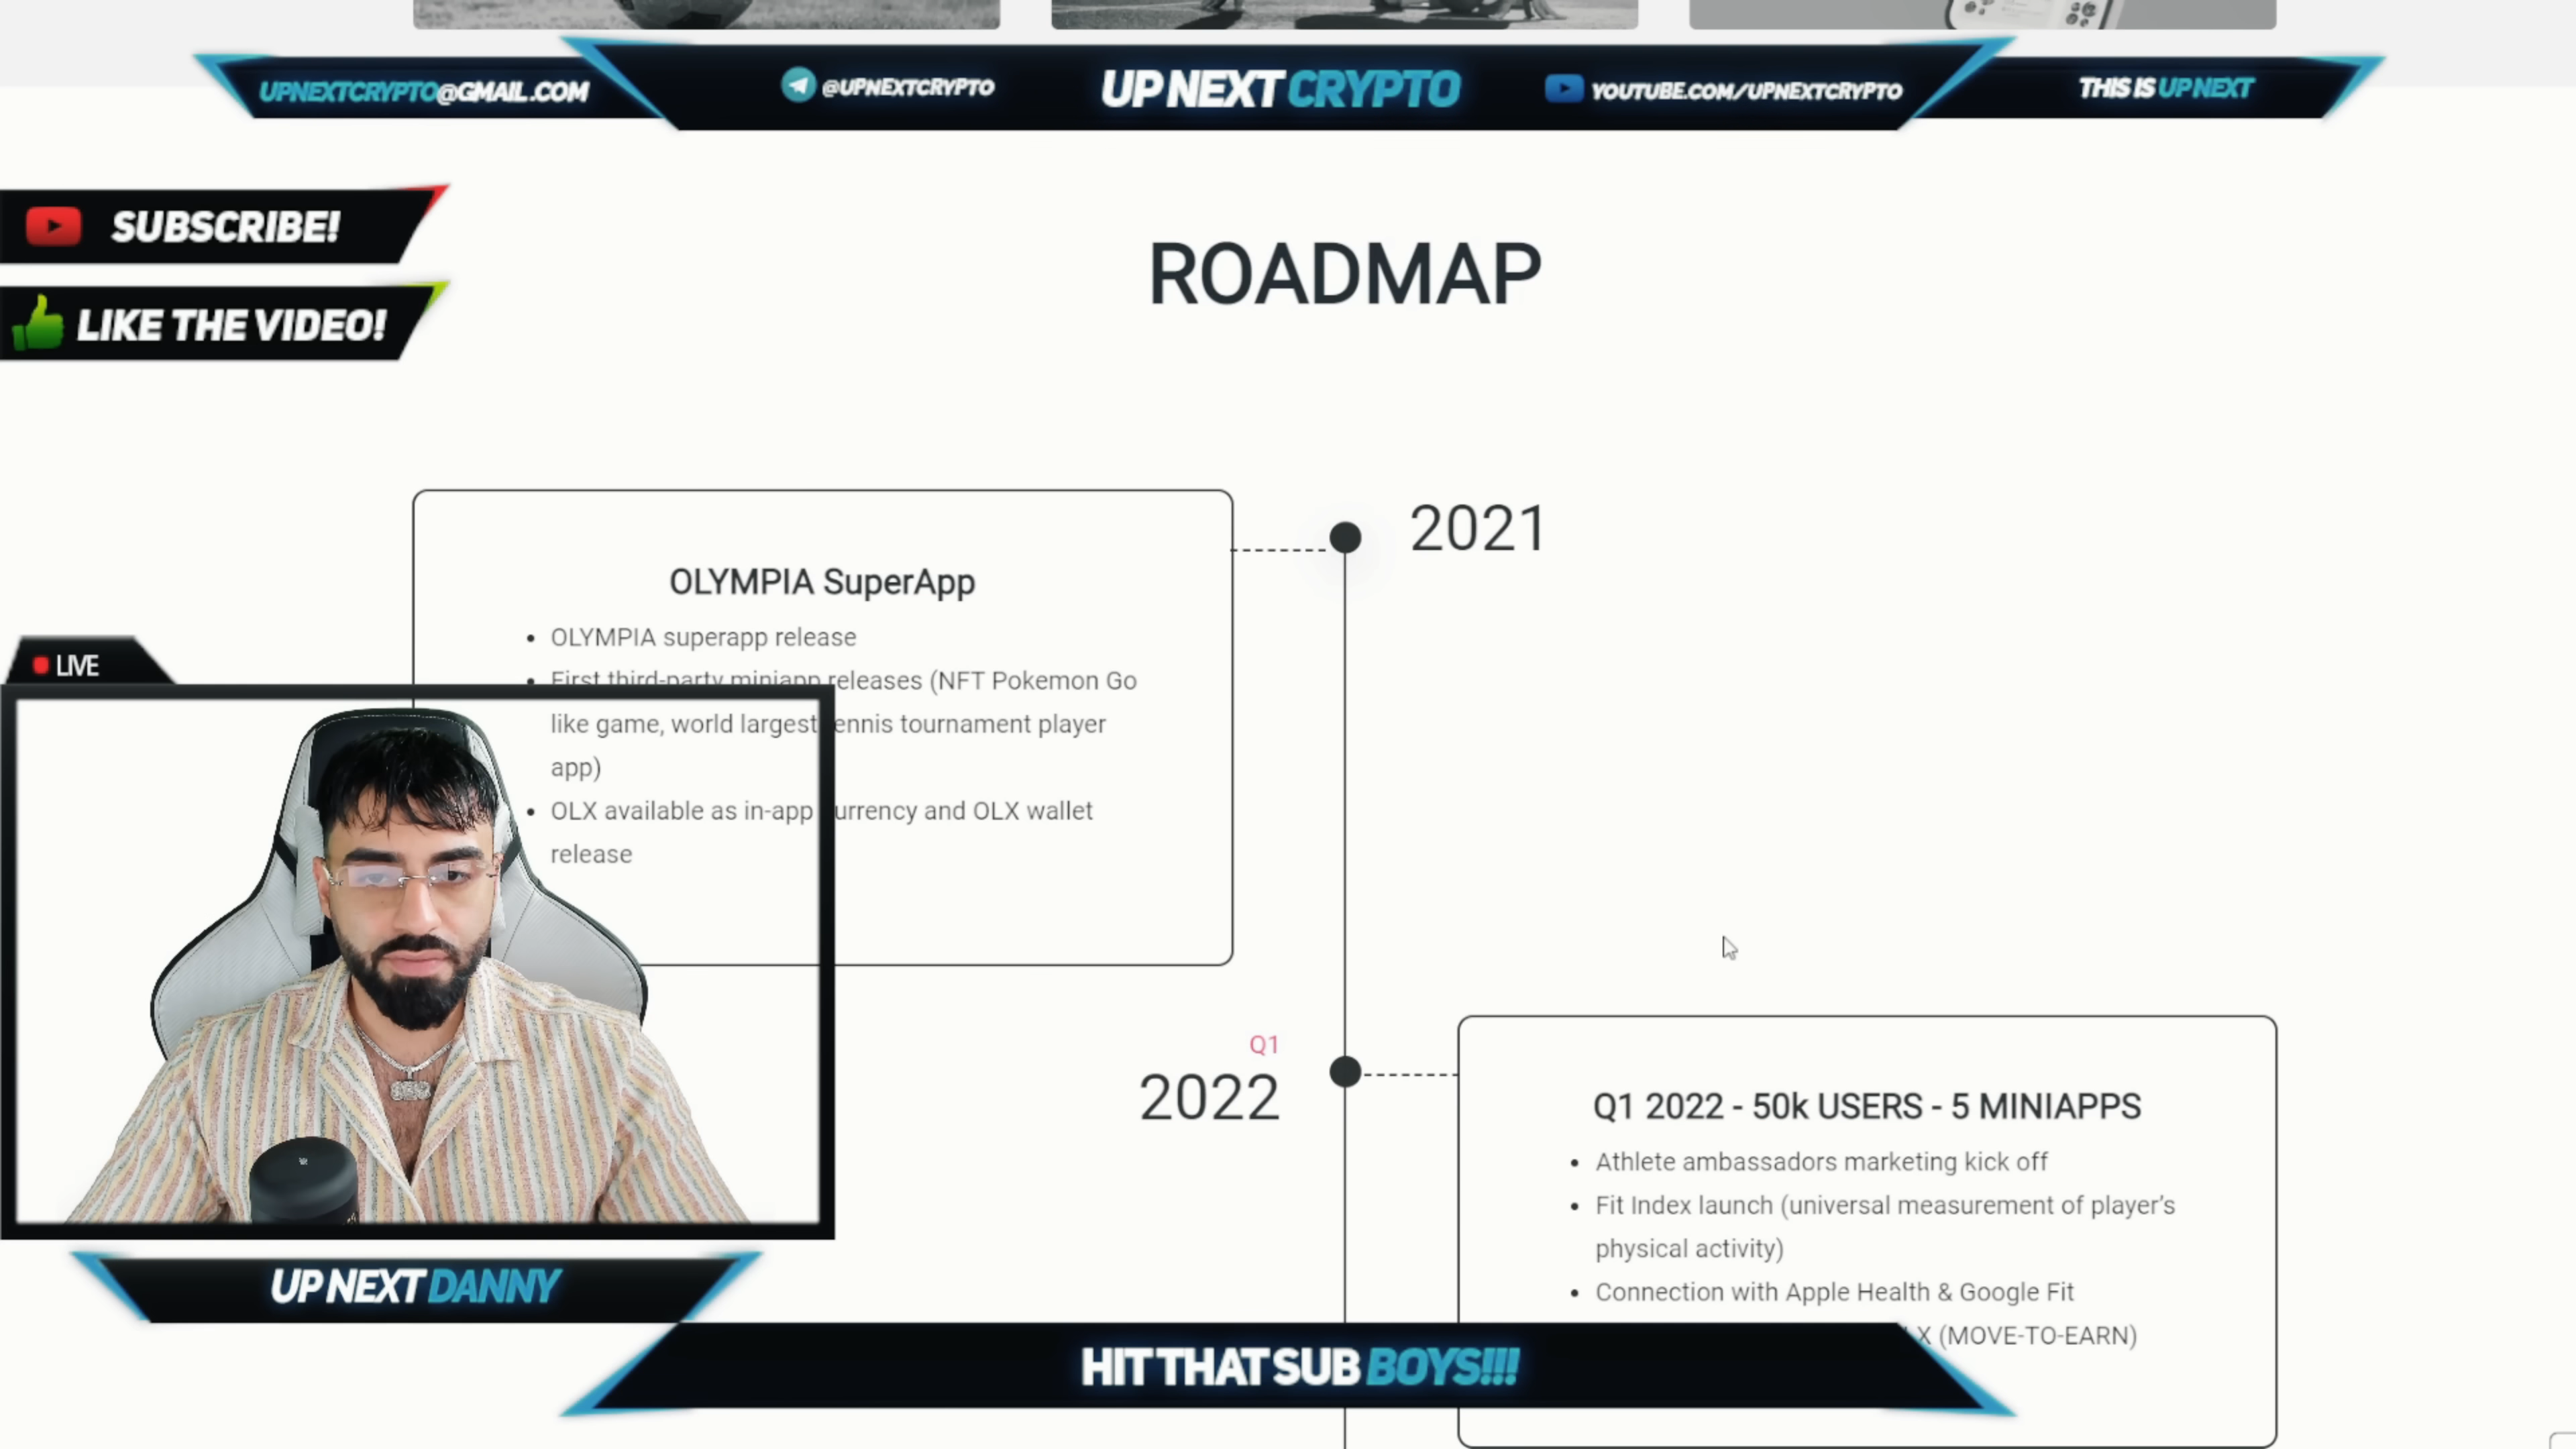 UPNEXTCRYPTO@GMAIL.COM
@UPNEXTCRYPTO
UP NEXT CRYPTO
YOUTUBE.COM/UPNEXTCRYPTO
THIS IS UP NEXT
SUBSCRIBE!
LIKE THE VIDEO!
ROADMAP
2021
OLYMPIA SuperApp
OLYMPIA superapp release
First third-party miniapp releases (NFT Pokemon Go
like game, world largest tennis tournament player
app)
OLX available as in-app currency and OLX wallet
release
LIVE
Q1
2022
Q1 2022 - 50k USERS - 5 MINIAPPS
Athlete ambassadors marketing kick off
Fit Index launch (universal measurement of player's
physical activity)
Connection with Apple Health & Google Fit
X (MOVE-TO-EARN)
UP NEXT DANNY
HIT THAT SUB BOYS!!!